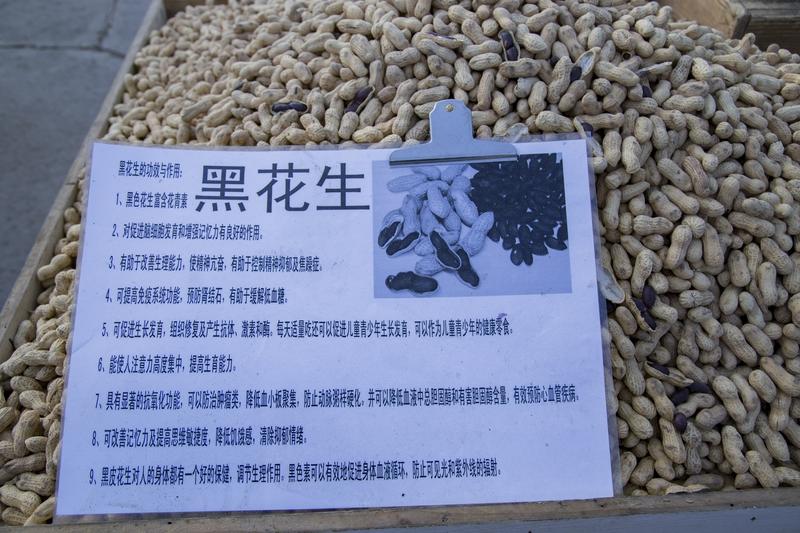 黑花生的功效与作用:
黑花生
1、黑色花生富含花青素
2、对促进脑细胞发育和增强记忆力有良好的作用。
3、有助于改善生理能力，使精神亢奋，有助于控制精神抑郁及焦躁症。
4、可提高免疫系统功能，预防肾结石，有助于缓解低血糖。
5、可促进生长发育，组织修复及产生抗体、激素和酶。每天适量吃还可以促进儿童青少年生长发育，可以作为儿童青少年的健康零食。
6、能使人注意力高度集中，提高生育能力。
7、具有显著的抗氧化功能，可以防治肿瘤类，降低血小板聚集，防止动脉粥样硬化，并可以降低血液中总胆固醇和有害胆固醇含量，有效预防心血管疾病。
8、可改善记忆力及提高思维敏捷度，降低饥饿感，清除抑郁情绪。
9、黑皮花生对人的身体都有一个好的保健，调节生理作用。黑色素可以有效地促进身体血液循环，防止可见光和紫外线的辐射。